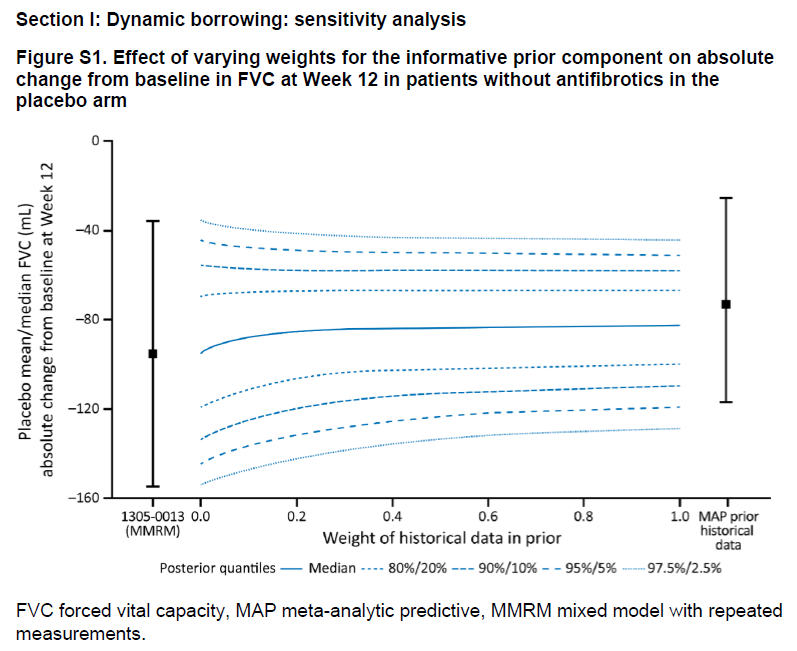 Section I: Dynamic borrowing: sensitivity analysis
Figure S1. Effect of varying weights for the informative prior component on absolute
change from baseline in FVC at Week 12 in patients without antifibrotics in the
placebo arm
Placebo mean/median FVC (mL)
absolute change from baseline at Week 12
0
−40
−80
−120
−160
1305-0013
(MMRM)
0.0 0.2 0.4 0.6 0.8 1.0
MAP prior
historical
data
Weight of historical data in prior
Posterior quantiles Median 80%/20% 90%/10% 95%/5% 97.5%/2.5%
FVC forced vital capacity, MAP meta-analytic predictive, MMRM mixed model with repeated
measurements.